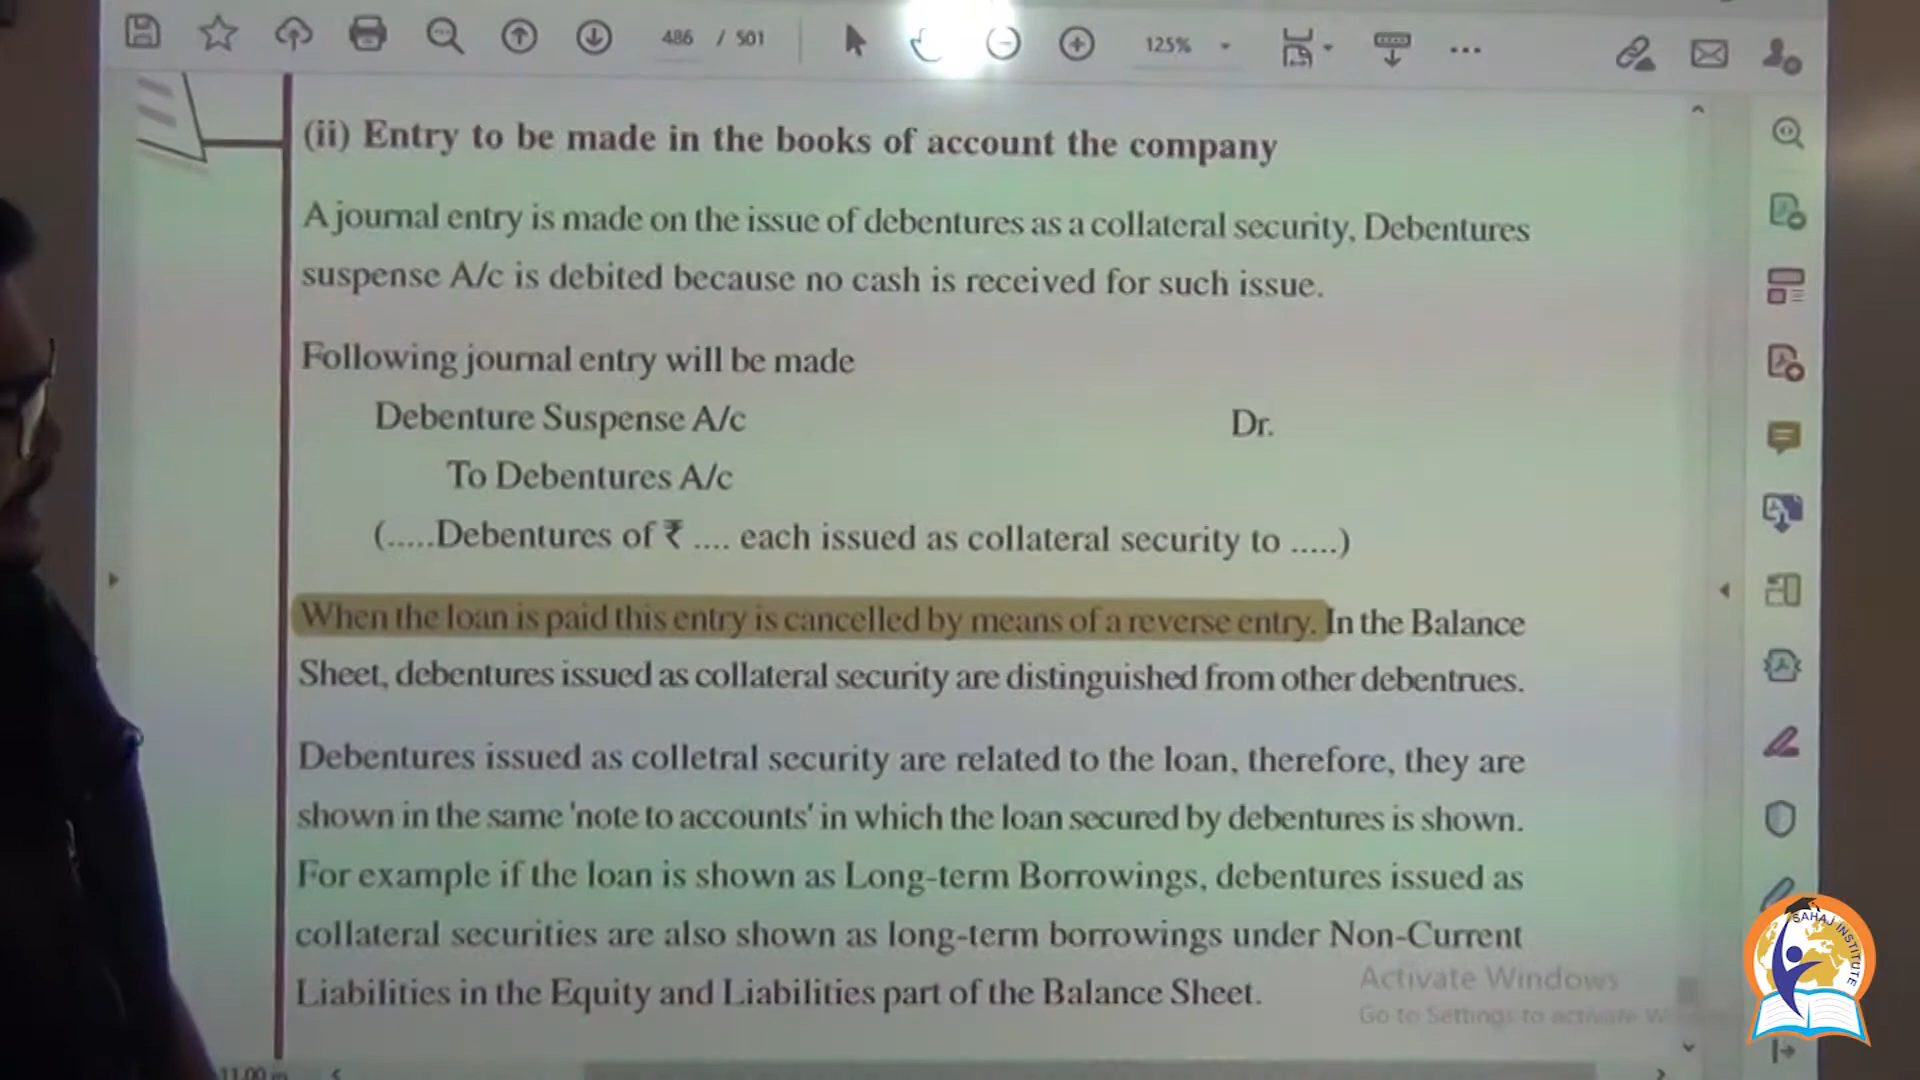 486 / 501
125%
(ii) Entry to be made in the books of account the company
A journal entry is made on the issue of debentures as a collateral security, Debentures
suspense A/c is debited because no cash is received for such issue.
Following journal entry will be made
Debenture Suspense A/c Dr.
To Debentures A/c
(.....Debentures of ₹ .... each issued as collateral security to .....)
When the loan is paid this entry is cancelled by means of a reverse entry. In the Balance
Sheet, debentures issued as collateral security are distinguished from other debentrues.
Debentures issued as colletral security are related to the loan, therefore, they are
shown in the same 'note to accounts' in which the loan secured by debentures is shown.
For example if the loan is shown as Long-term Borrowings, debentures issued as
collateral securities are also shown as long-term borrowings under Non-Current
Liabilities in the Equity and Liabilities part of the Balance Sheet.
Activate Windows
Go to Settings to activate
SAHAJ INSTITUTE